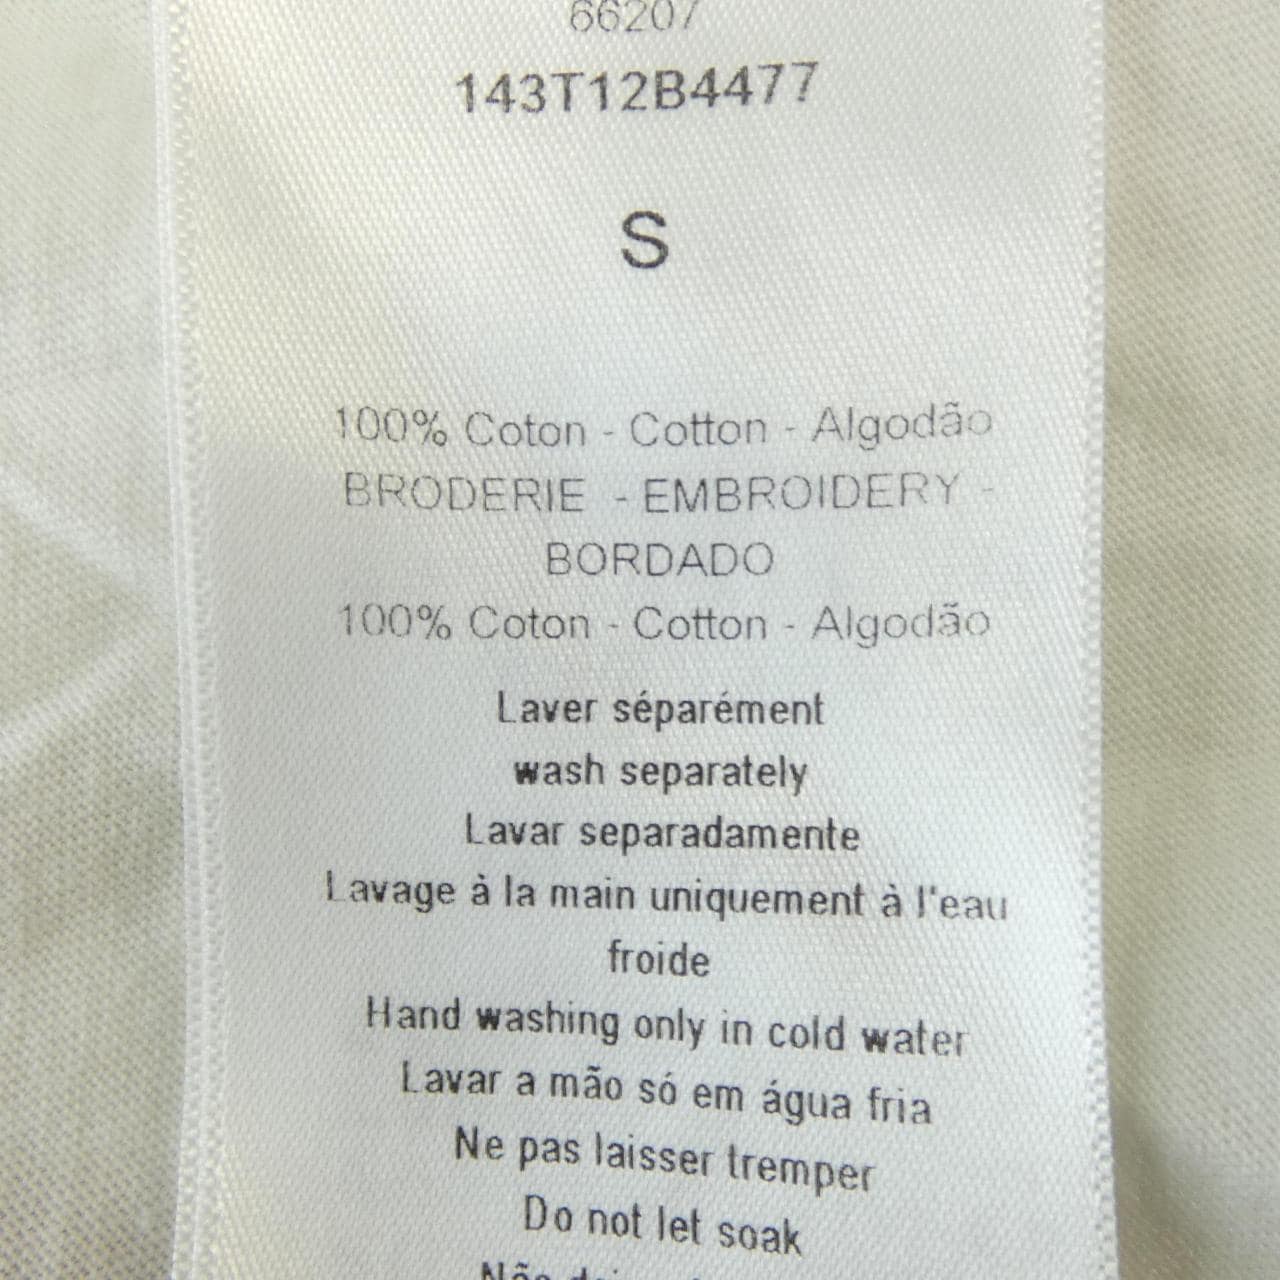 66207
143T12B4477
S
100% Coton - Cotton - Algodão
BRODERIE - EMBROIDERY -
BORDADO
100% Coton - Cotton - Algodão
Laver séparément
wash separately
Lavar separadamente
Lavage à la main uniquement à l'eau
froide
Hand washing only in cold water
Lavar a mão só em água fria
Ne pas laisser tremper
Do not let soak
Não